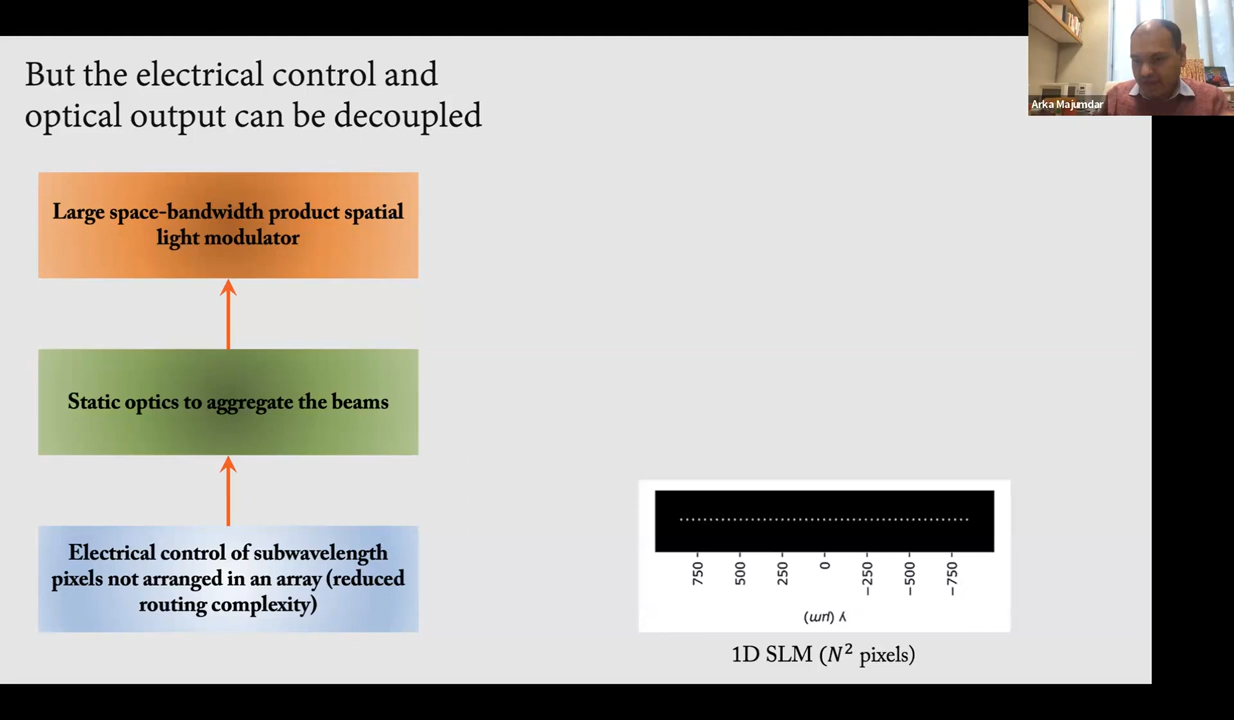 But the electrical control and
optical output can be decoupled
Arka Majumdar
Large space-bandwidth product spatial
light modulator
Static optics to aggregate the beams
Electrical control of subwavelength
pixels not arranged in an array (reduced
routing complexity)
750
500
250
0
−250
−500
−750
y (μm)
1D SLM (N² pixels)